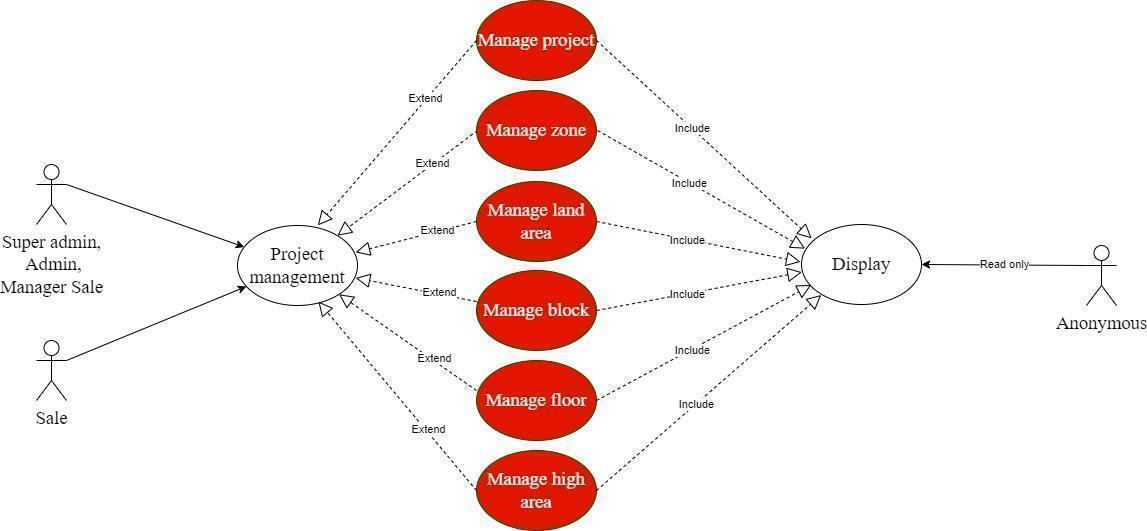 Manage project
Extend
Include
Manage zone
Extend
Include
Manage land
area
Extend
Include
Super admin,
Admin,
Manager Sale
Project
management
Display
Read only
Anonymous
Extend
Manage block
Include
Extend
Manage floor
Include
Sale
Extend
Manage high
area
Include